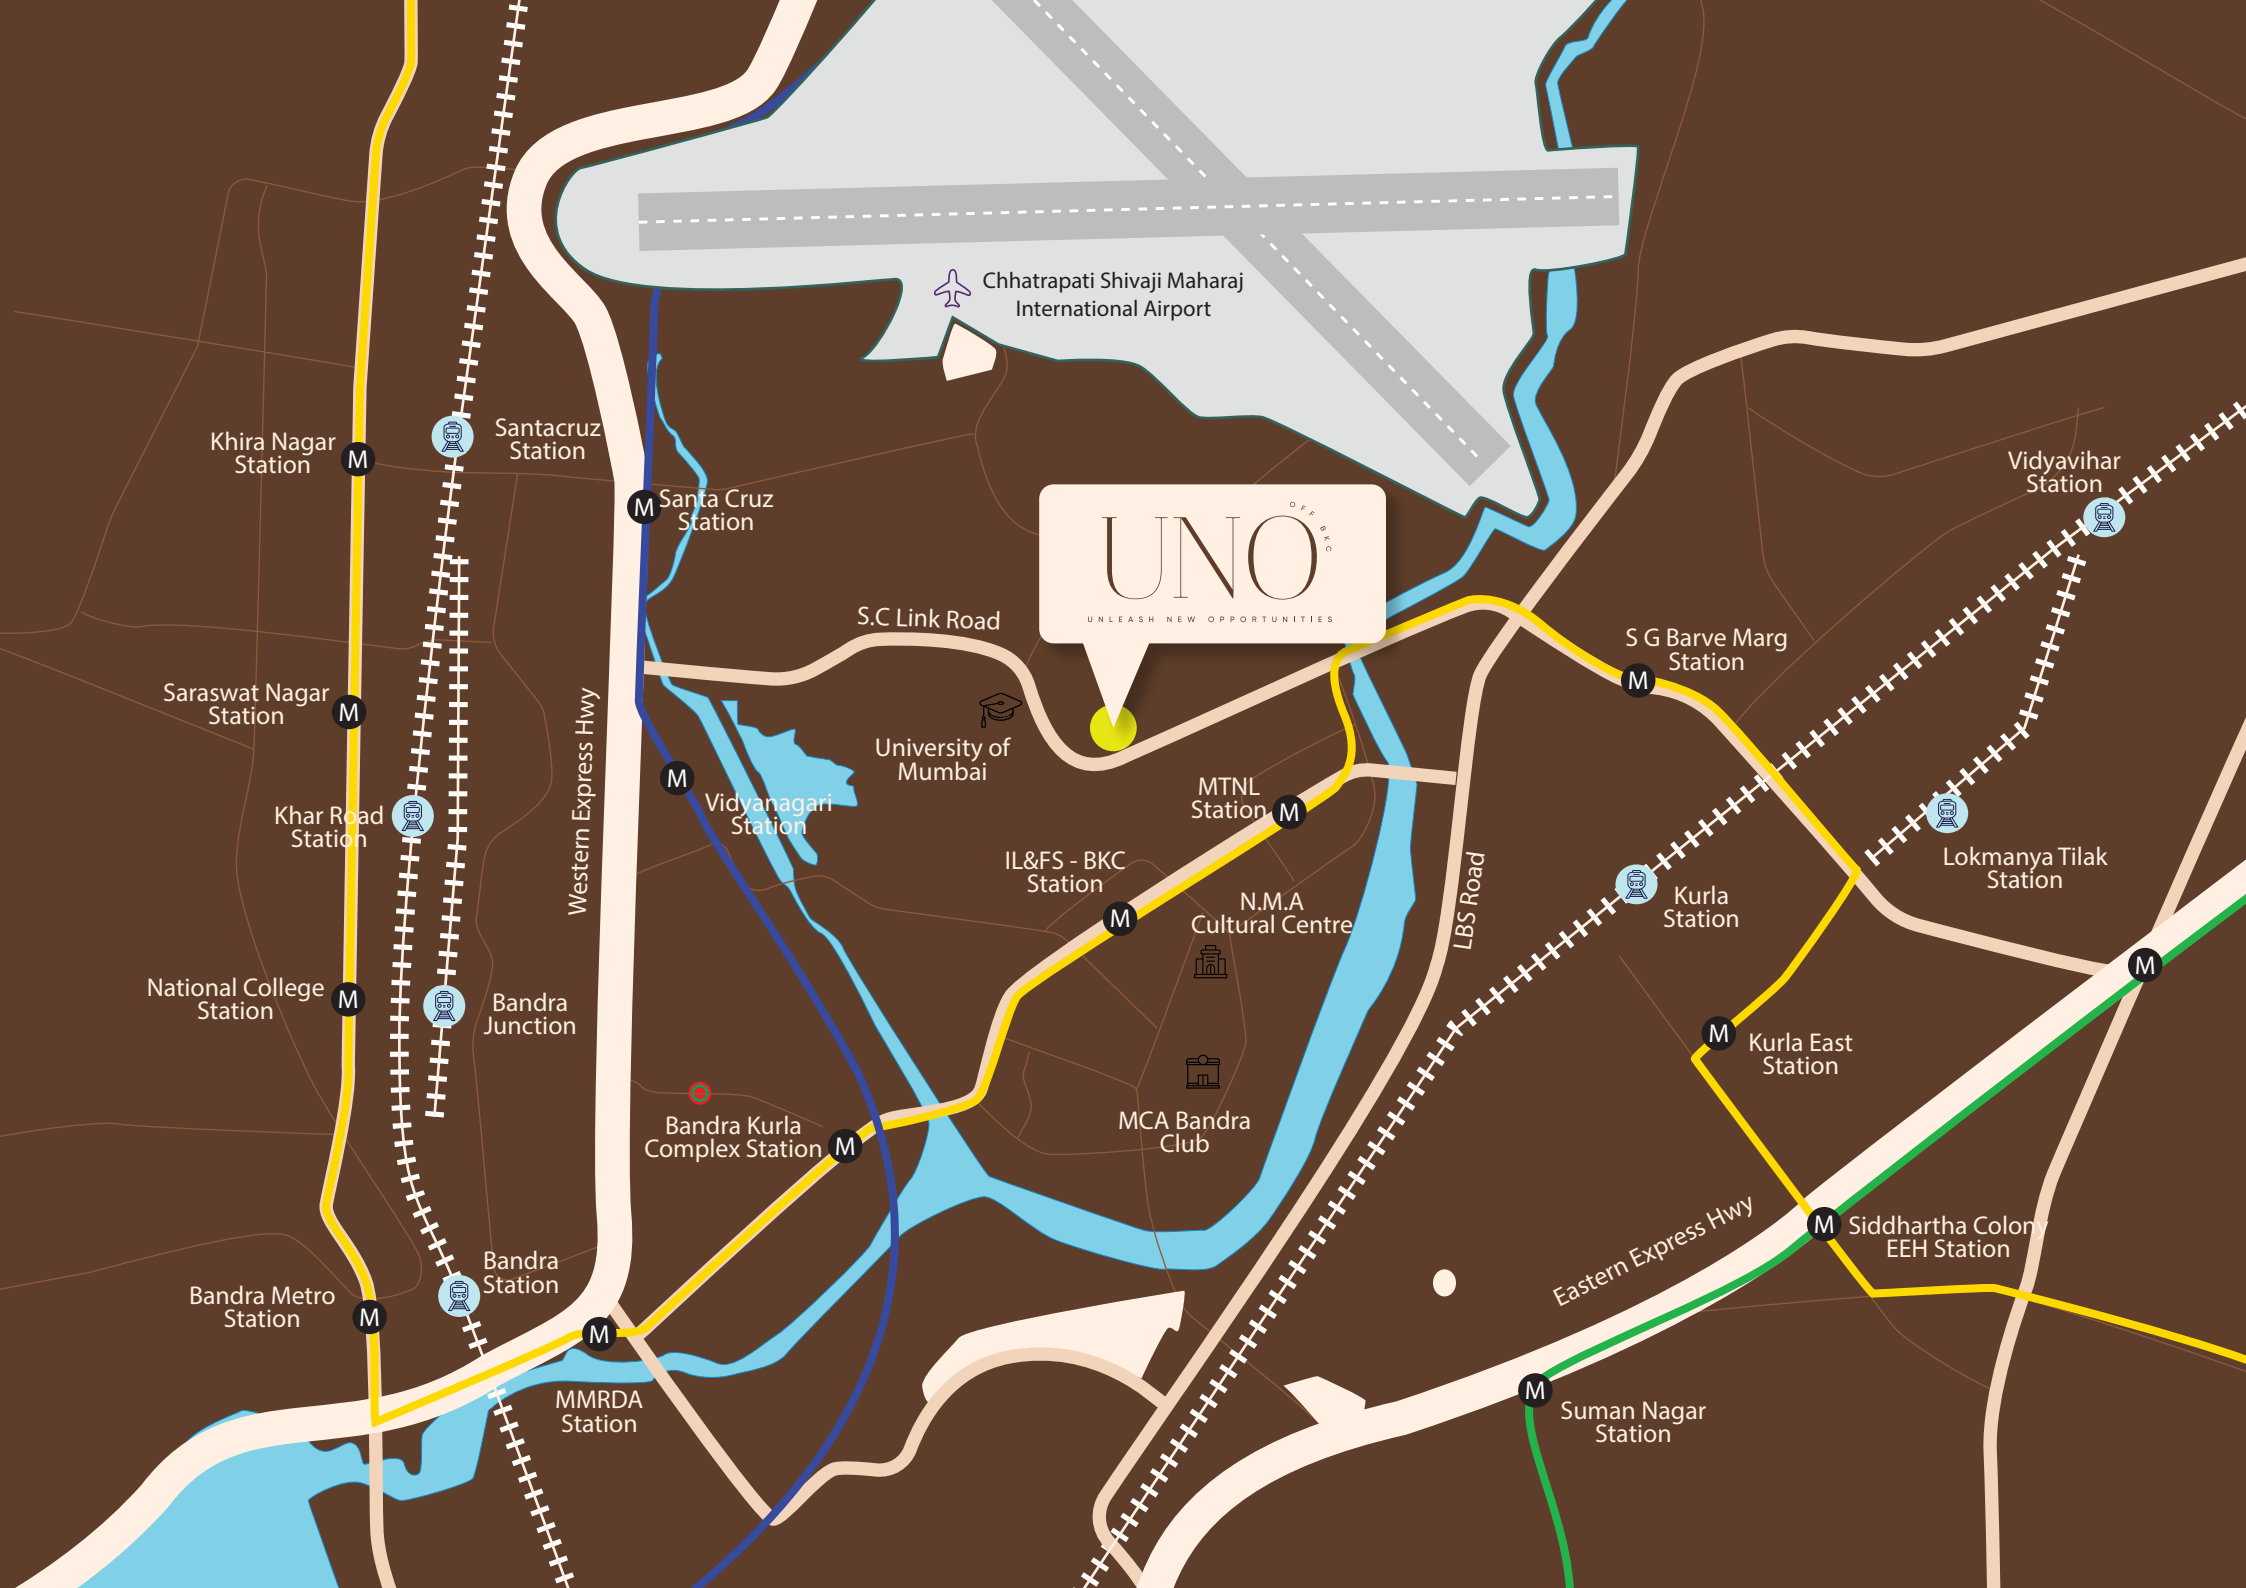 Chhatrapati Shivaji Maharaj
International Airport
Khira Nagar
Station
M
Santacruz
Station
M
Santa Cruz
Station
Vidyavihar
Station
OFF BKC
UNO
UNLEASH NEW OPPORTUNITIES
S.C Link Road
S G Barve Marg
Station
M
Saraswat Nagar
Station
M
Western Express Hwy
University of
Mumbai
M
Vidyanagari
Station
MTNL
Station
M
Khar Road
Station
IL&FS - BKC
Station
M
N.M.A
Cultural Centre
LBS Road
Kurla
Station
Lokmanya Tilak
Station
M
National College
Station
M
Bandra
Junction
M
Kurla East
Station
Bandra Kurla
Complex Station
M
MCA Bandra
Club
Eastern Express Hwy
M
Siddhartha Colony
EEH Station
Bandra
Station
Bandra Metro
Station
M
M
MMRDA
Station
M
Suman Nagar
Station